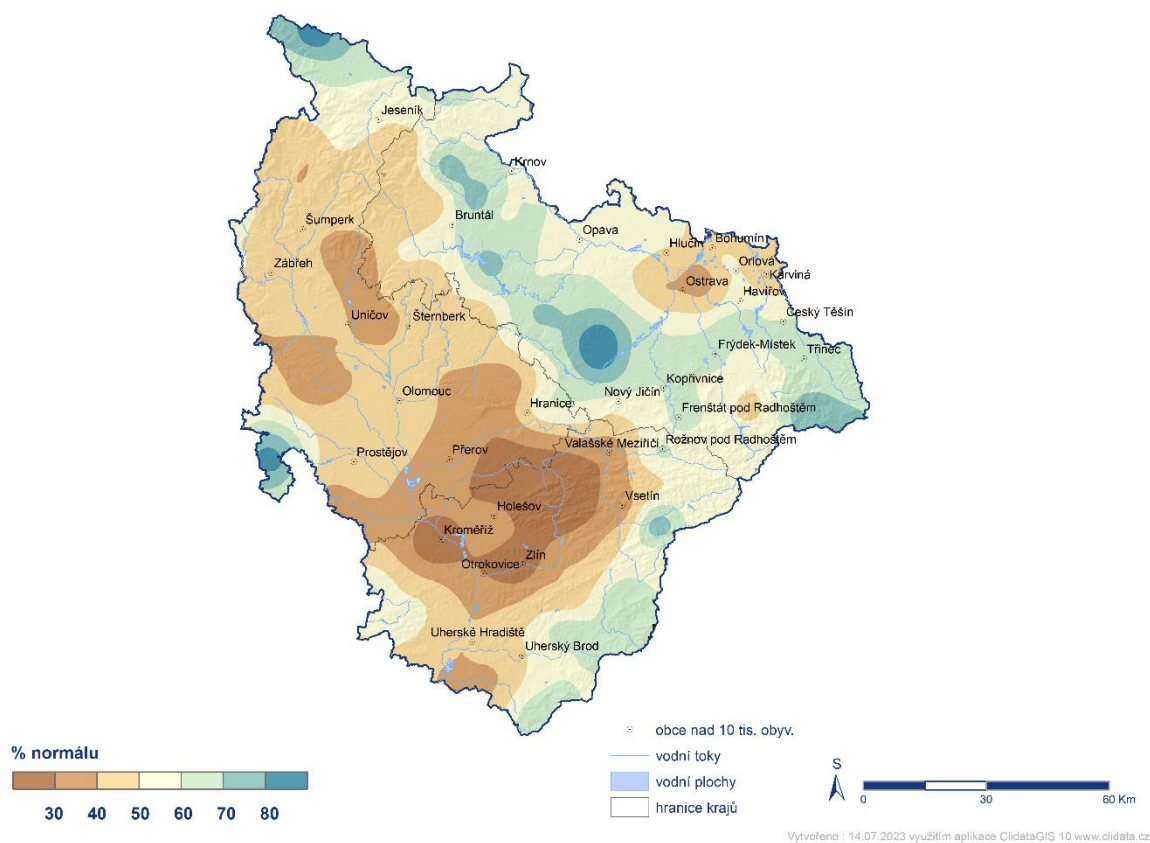 Jeseník
Krnov
Šumperk
Bruntál
Opava
Hlučín
Bohumín
Zábřeh
Orlová
Karviná
Ostrava
Havířov
Uničov
Šternberk
Český Těšín
Frýdek-Místek
Třinec
Olomouc
Nový Jičín
Kopřivnice
Hranice
Frenštát pod Radhoštěm
Prostějov
Přerov
Valašské Meziříčí
Rožnov pod Radhoštěm
Holešov
Vsetín
Kroměříž
Otrokovice
Zlín
Uherské Hradiště
Uherský Brod
% normálu
30 40 50 60 70 80
obce nad 10 tis. obyv.
vodní toky
vodní plochy
hranice krajů
S
0 30 60 Km
Vytvořeno : 14.07.2023 využitím aplikace ClidataGIS 10 www.clidata.cz